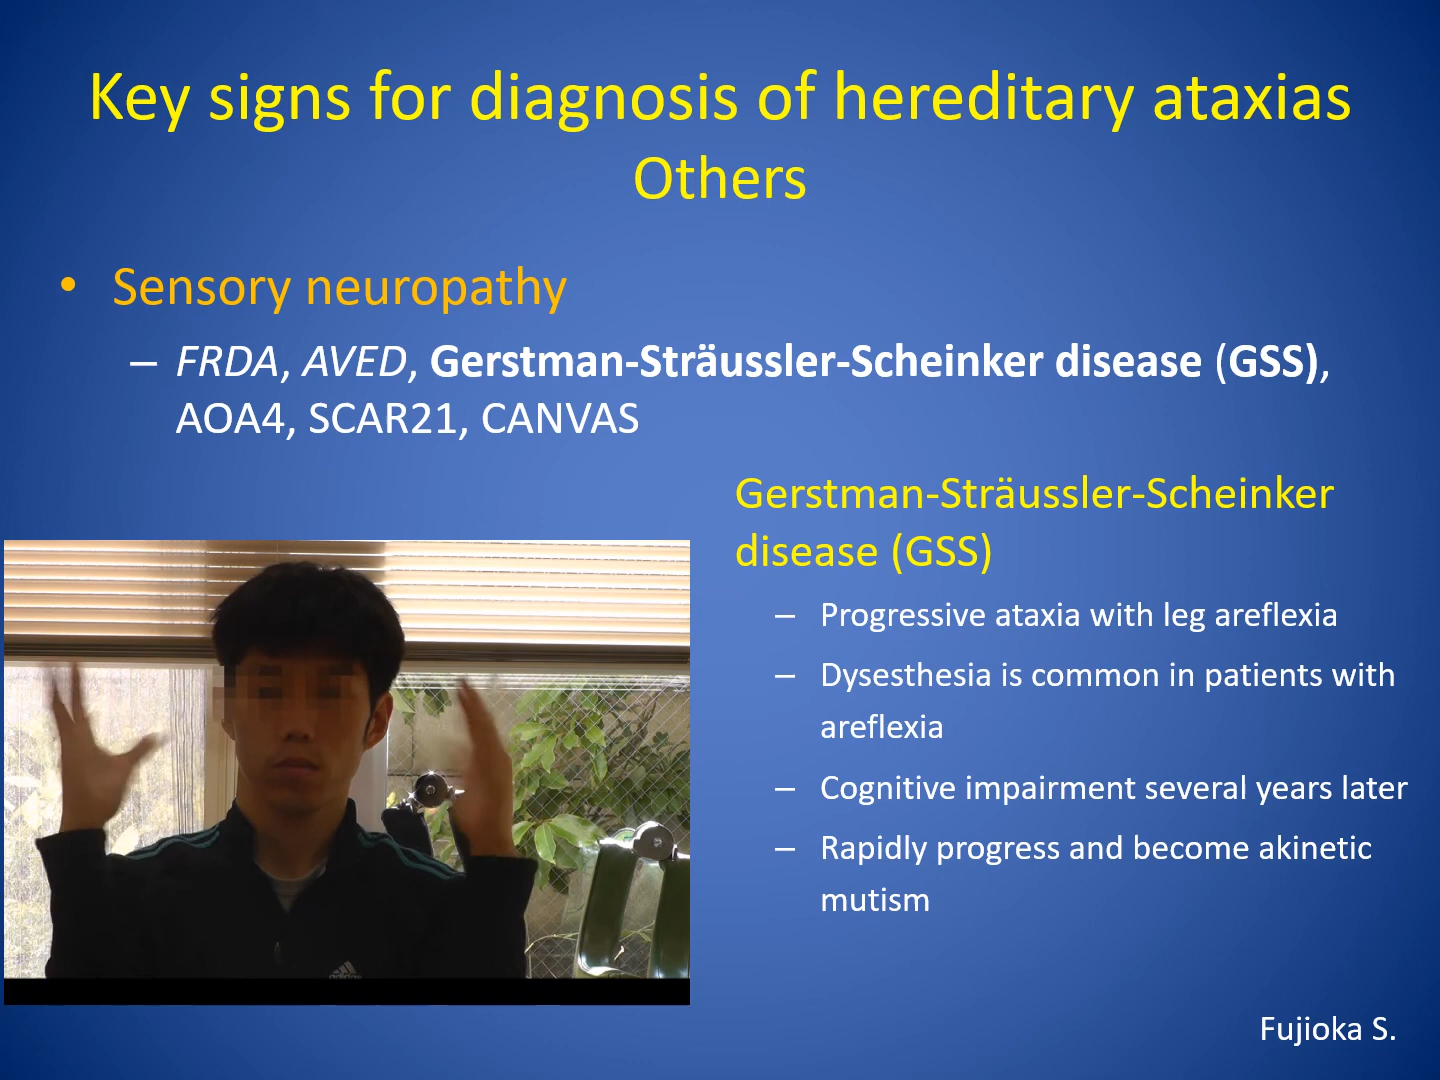 Key signs for diagnosis of hereditary ataxias
Others
• Sensory neuropathy
– FRDA, AVED, Gerstman-Sträussler-Scheinker disease (GSS),
AOA4, SCAR21, CANVAS
Gerstman-Sträussler-Scheinker
disease (GSS)
– Progressive ataxia with leg areflexia
– Dysesthesia is common in patients with
areflexia
– Cognitive impairment several years later
– Rapidly progress and become akinetic
mutism
adidas
Fujioka S.